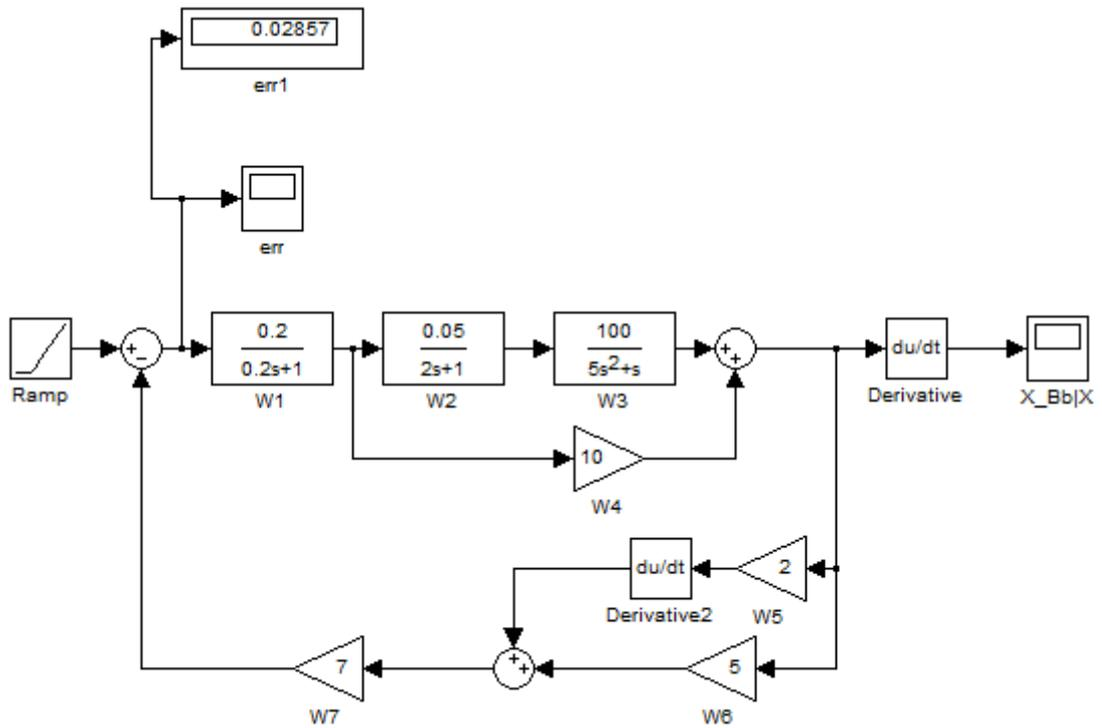 0.02857
err1
err
Ramp
+
−
0.2
0.2s+1
W1
0.05
2s+1
W2
100
5s²+s
W3
+
+
du/dt
Derivative
X_Bb|X
10
W4
du/dt
Derivative2
2
W5
+
+
7
W7
5
W6